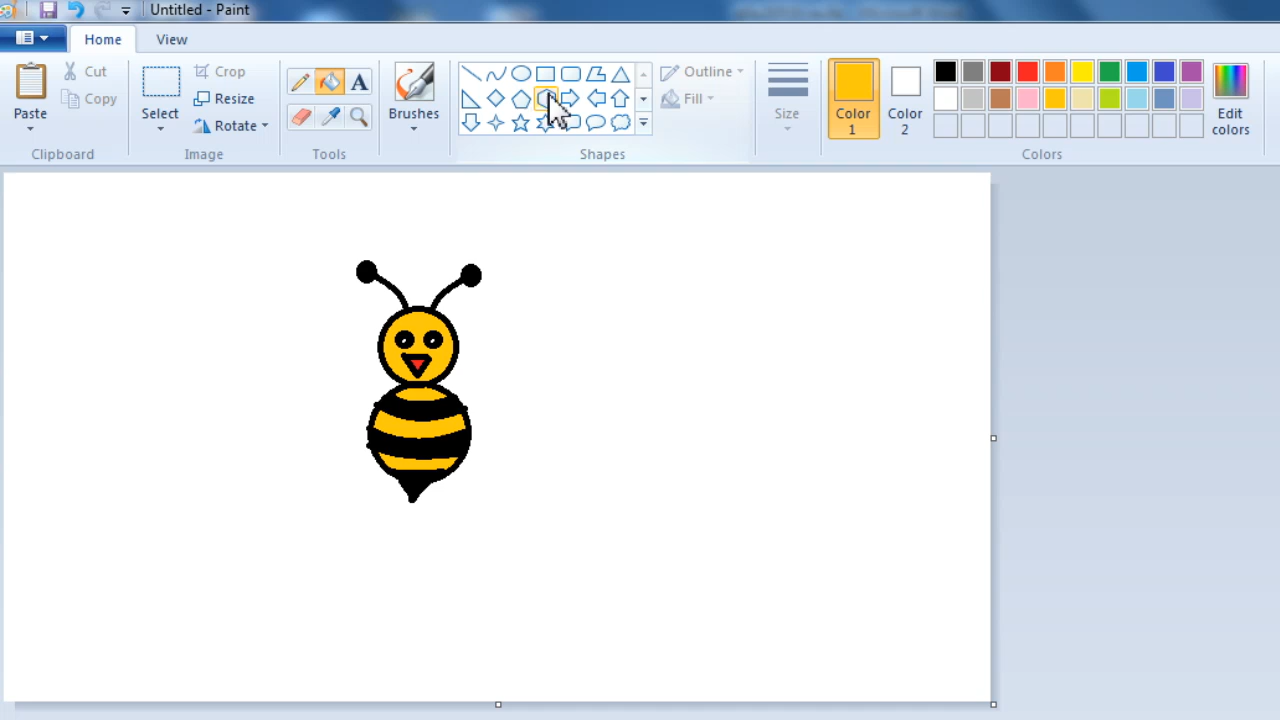 Untitled - Paint
Home View
Cut
Copy
Paste
Clipboard
Crop
Resize
Rotate
Select
Image
A
Tools
Brushes
Outline
Fill
Shapes
Size
Color 1
Color 2
Edit colors
Colors